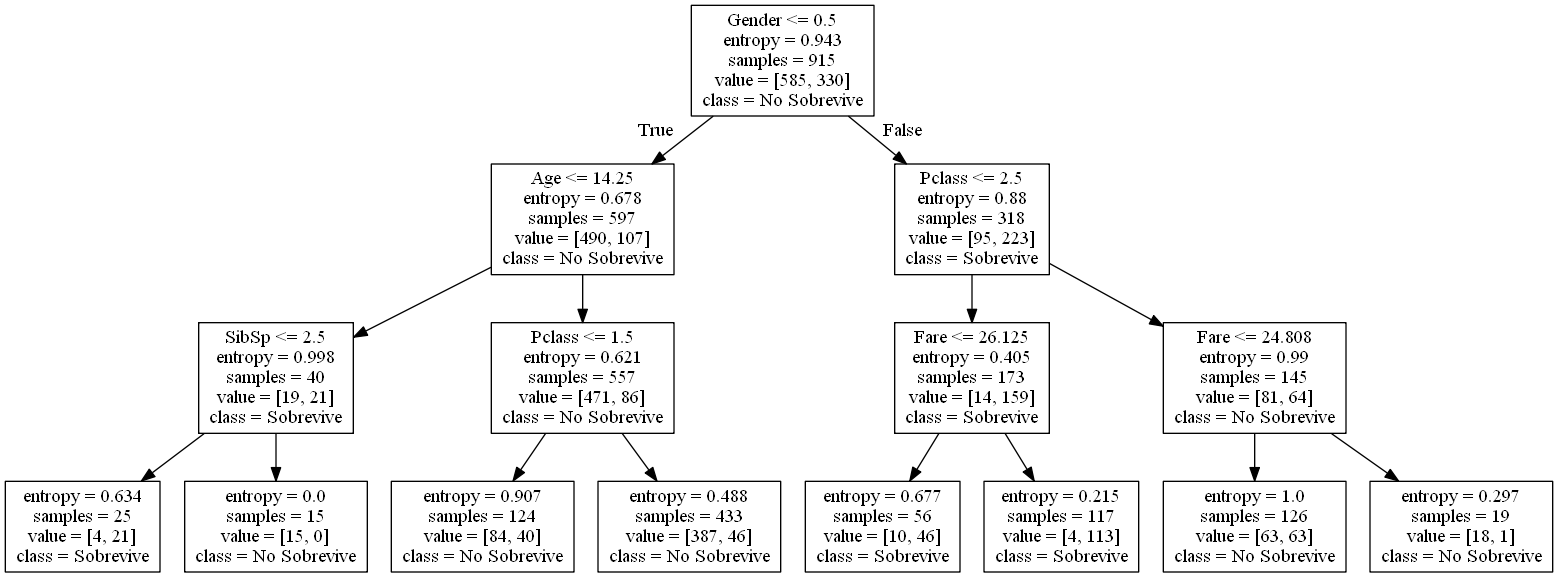 Gender <= 0.5
entropy = 0.943
samples = 915
value = [585, 330]
class = No Sobrevive
True
False
Age <= 14.25
entropy = 0.678
samples = 597
value = [490, 107]
class = No Sobrevive
Pclass <= 2.5
entropy = 0.88
samples = 318
value = [95, 223]
class = Sobrevive
SibSp <= 2.5
entropy = 0.998
samples = 40
value = [19, 21]
class = Sobrevive
Pclass <= 1.5
entropy = 0.621
samples = 557
value = [471, 86]
class = No Sobrevive
Fare <= 26.125
entropy = 0.405
samples = 173
value = [14, 159]
class = Sobrevive
Fare <= 24.808
entropy = 0.99
samples = 145
value = [81, 64]
class = No Sobrevive
entropy = 0.634
samples = 25
value = [4, 21]
class = Sobrevive
entropy = 0.0
samples = 15
value = [15, 0]
class = No Sobrevive
entropy = 0.907
samples = 124
value = [84, 40]
class = No Sobrevive
entropy = 0.488
samples = 433
value = [387, 46]
class = No Sobrevive
entropy = 0.677
samples = 56
value = [10, 46]
class = Sobrevive
entropy = 0.215
samples = 117
value = [4, 113]
class = Sobrevive
entropy = 1.0
samples = 126
value = [63, 63]
class = No Sobrevive
entropy = 0.297
samples = 19
value = [18, 1]
class = No Sobrevive